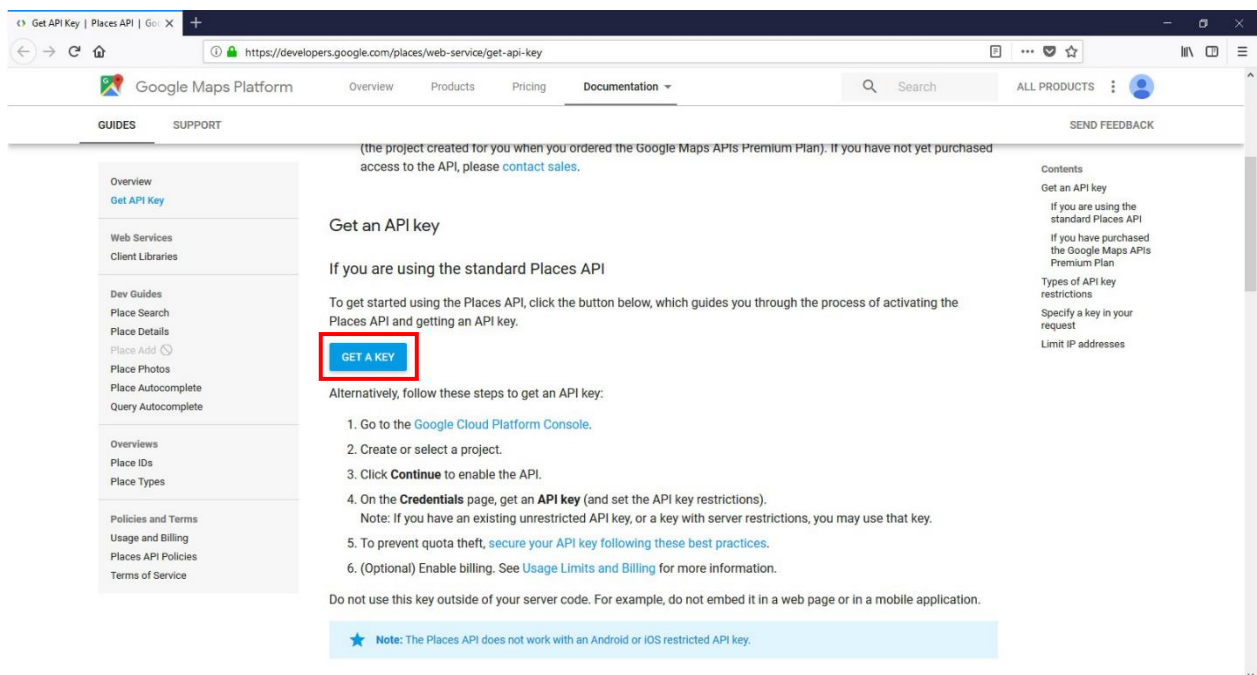 Get API Key | Places API | Go
https://developers.google.com/places/web-service/get-api-key
Google Maps Platform
Overview
Products
Pricing
Documentation
Search
ALL PRODUCTS
GUIDES
SUPPORT
SEND FEEDBACK
Overview
Get API Key
Web Services
Client Libraries
Dev Guides
Place Search
Place Details
Place Add
Place Photos
Place Autocomplete
Query Autocomplete
Overviews
Place IDs
Place Types
Policies and Terms
Usage and Billing
Places API Policies
Terms of Service
(the project created for you when you ordered the Google Maps APIs Premium Plan). If you have not yet purchased
access to the API, please contact sales.
Get an API key
If you are using the standard Places API
To get started using the Places API, click the button below, which guides you through the process of activating the
Places API and getting an API key.
GET A KEY
Alternatively, follow these steps to get an API key:
1. Go to the Google Cloud Platform Console.
2. Create or select a project.
3. Click Continue to enable the API.
4. On the Credentials page, get an API key (and set the API key restrictions).
Note: If you have an existing unrestricted API key, or a key with server restrictions, you may use that key.
5. To prevent quota theft, secure your API key following these best practices.
6. (Optional) Enable billing. See Usage Limits and Billing for more information.
Do not use this key outside of your server code. For example, do not embed it in a web page or in a mobile application.
Note: The Places API does not work with an Android or iOS restricted API key.
Contents
Get an API key
If you are using the
standard Places API
If you have purchased
the Google Maps APIs
Premium Plan
Types of API key
restrictions
Specify a key in your
request
Limit IP addresses